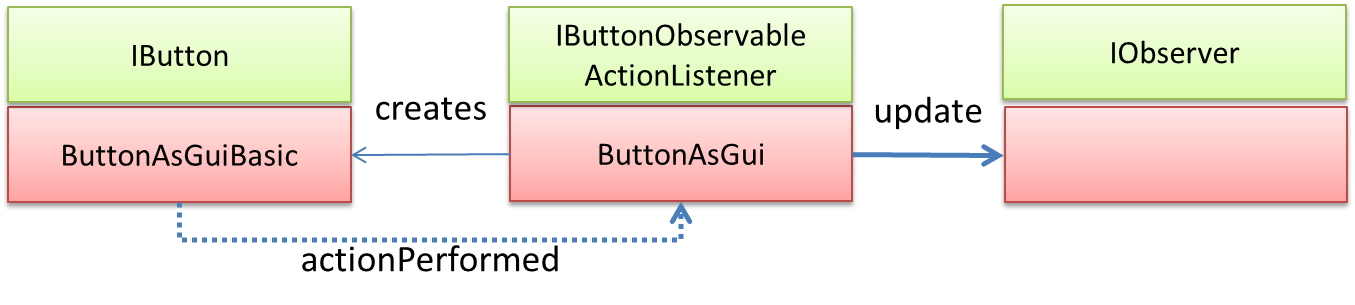 IButton
IButtonObservable
ActionListener
IObserver
creates
update
ButtonAsGuiBasic
ButtonAsGui
actionPerformed